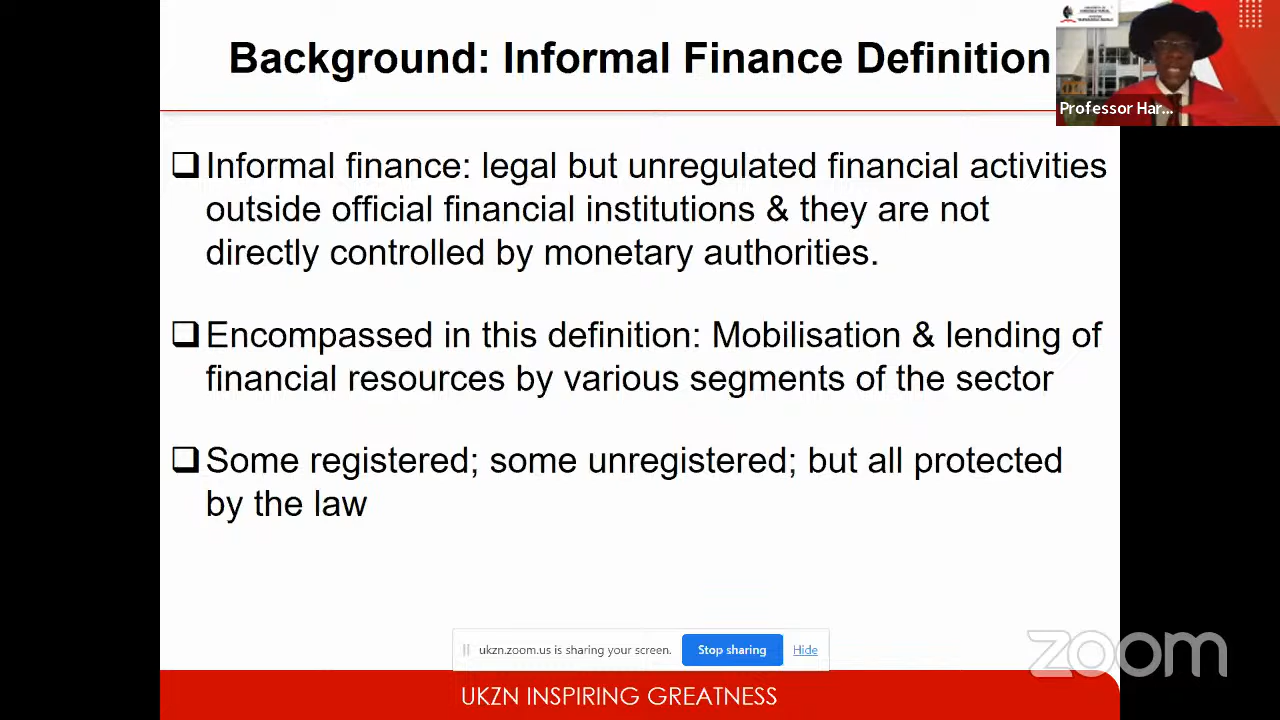 Background: Informal Finance Definition
Professor Har...
Informal finance: legal but unregulated financial activities
outside official financial institutions & they are not
directly controlled by monetary authorities.
Encompassed in this definition: Mobilisation & lending of
financial resources by various segments of the sector
Some registered; some unregistered; but all protected
by the law
ukzn.zoom.us is sharing your screen. Stop sharing Hide
zoom
UKZN INSPIRING GREATNESS